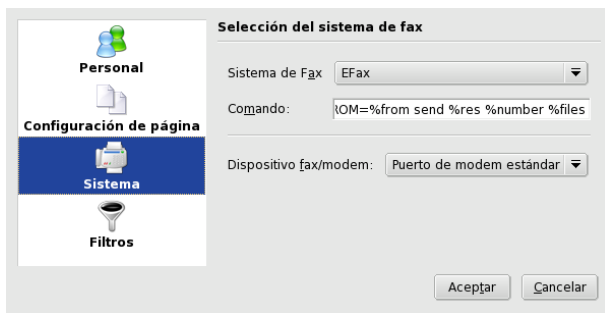 Personal
Configuración de página
Sistema
Filtros
Selección del sistema de fax
Sistema de Fax EFax
Comando: ROM=%from send %res %number %files
Dispositivo fax/modem: Puerto de modem estándar
Aceptar Cancelar